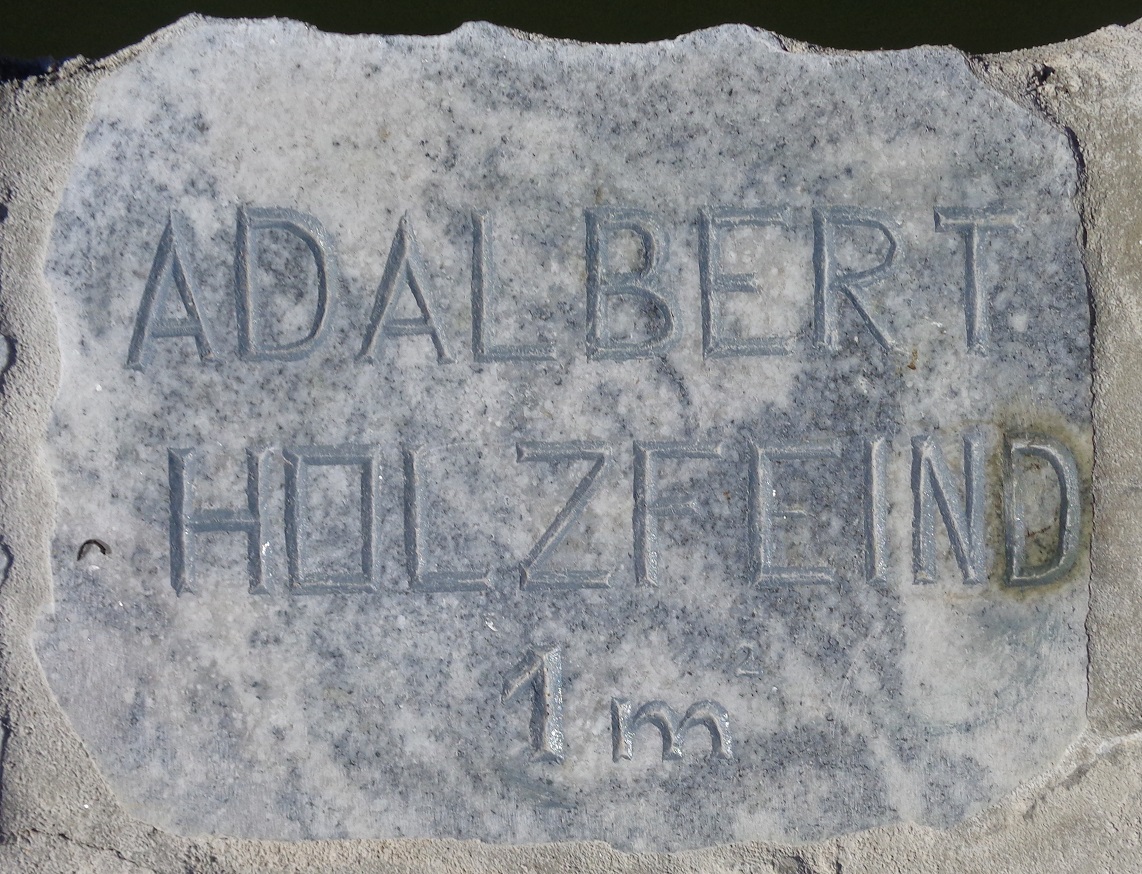 ADALBERT
HOLZFEIND
1 m²